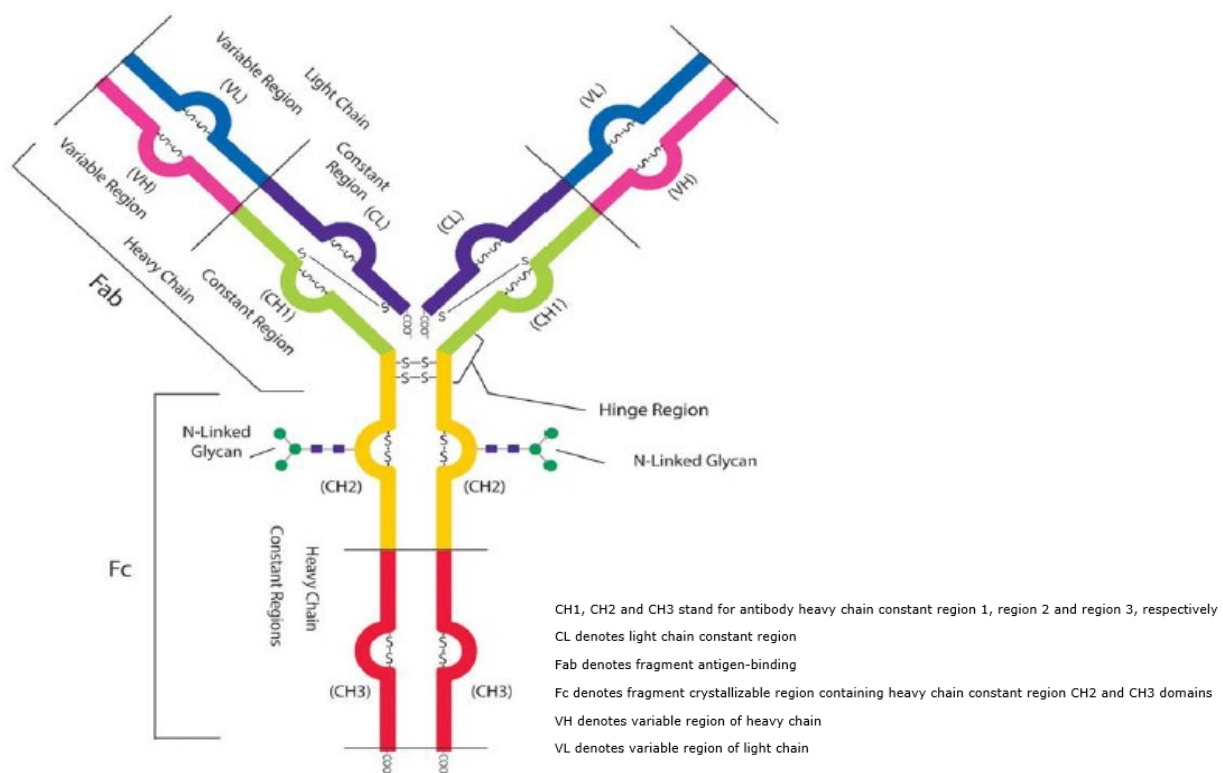 Variable Region
(VL)
Light Chain
Constant
Region
(CL)
S-S
S-S
Variable Region
(VH)
S-S
Heavy Chain
Constant Region
(CH1)
S-S
S
S
Fab
(VL)
S-S
(VH)
S-S
(CL)
S-S
(CH1)
S-S
S
S
COO-
COO-
-S-S-
-S-S-
Hinge Region
N-Linked
Glycan
S-S
S-S
N-Linked Glycan
(CH2)
(CH2)
Fc
Heavy Chain
Constant Regions
S-S
S-S
(CH3)
(CH3)
COO-
COO-
CH1, CH2 and CH3 stand for antibody heavy chain constant region 1, region 2 and region 3, respectively
CL denotes light chain constant region
Fab denotes fragment antigen-binding
Fc denotes fragment crystallizable region containing heavy chain constant region CH2 and CH3 domains
VH denotes variable region of heavy chain
VL denotes variable region of light chain